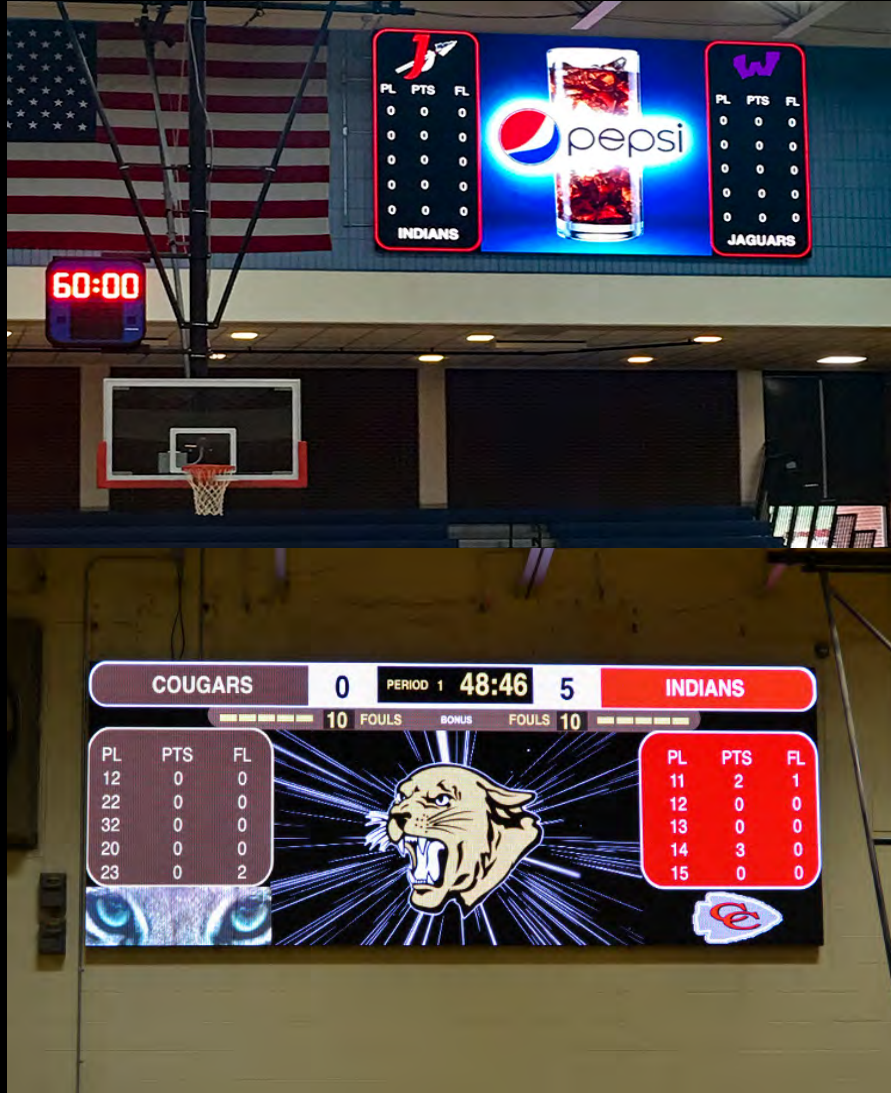 J
W
PL PTS FL
0 0 0
0 0 0
0 0 0
0 0 0
0 0 0
INDIANS
pepsi
PL PTS FL
0 0 0
0 0 0
0 0 0
0 0 0
0 0 0
JAGUARS
60:00
COUGARS 0 PERIOD 1 48:46 5 INDIANS
10 FOULS BONUS FOULS 10
PL PTS FL
12 0 0
22 0 0
32 0 0
20 0 0
23 0 2
PL PTS FL
11 2 1
12 0 0
13 0 0
14 3 0
15 0 0
CC